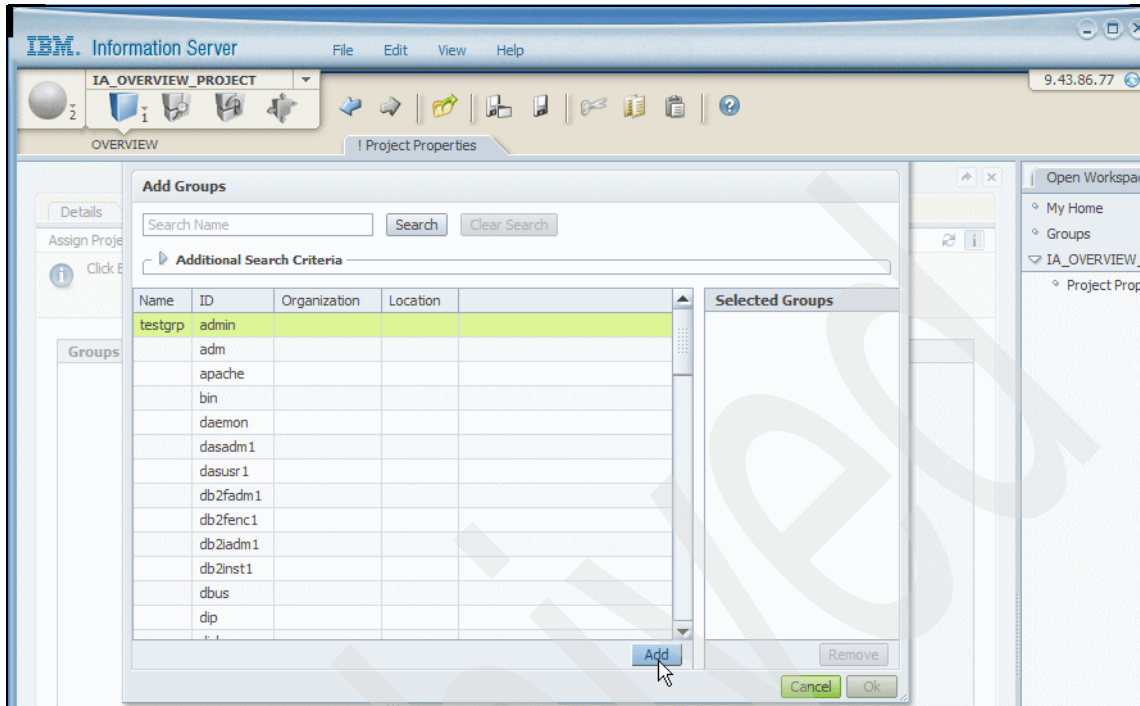 IBM. Information Server File Edit View Help
IA_OVERVIEW_PROJECT
9.43.86.77
2 1
OVERVIEW
! Project Properties
Add Groups
Open Workspa
Details
Search Name Search Clear Search
My Home
Assign Proje
Groups
Additional Search Criteria
Click E
IA_OVERVIEW_
Project Prop
Name ID Organization Location
Selected Groups
testgrp admin
Groups
adm
apache
bin
daemon
dasadm1
dasusr1
db2fadm1
db2fenc1
db2iadm1
db2inst1
dbus
dip
Add Remove
Cancel Ok